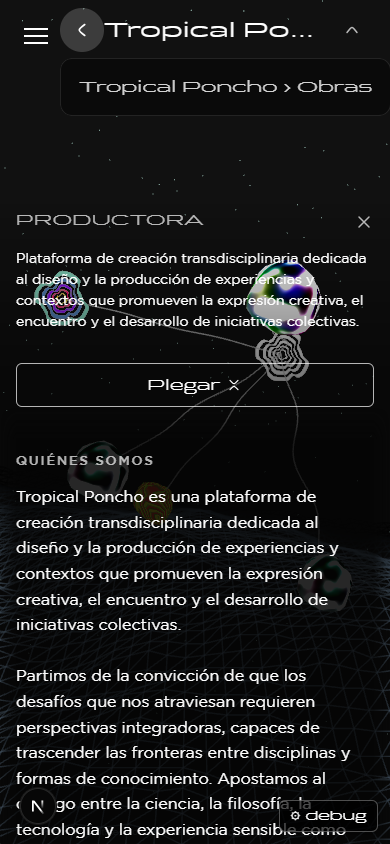 Tropical Po...
Tropical Poncho › Obras
PRODUCTORA
Plataforma de creación transdisciplinaria dedicada
al diseño y la producción de experiencias y
contextos que promueven la expresión creativa, el
encuentro y el desarrollo de iniciativas colectivas.
Plegar
QUIÉNES SOMOS
Tropical Poncho es una plataforma de
creación transdisciplinaria dedicada al
diseño y la producción de experiencias y
contextos que promueven la expresión
creativa, el encuentro y el desarrollo de
iniciativas colectivas.
Partimos de la convicción de que los
desafíos que nos atraviesan requieren
perspectivas integradoras, capaces de
trascender las fronteras entre disciplinas y
formas de conocimiento. Apostamos al
entre la ciencia, la filosofía, la
N
debug
tecnología y la experiencia sensible como